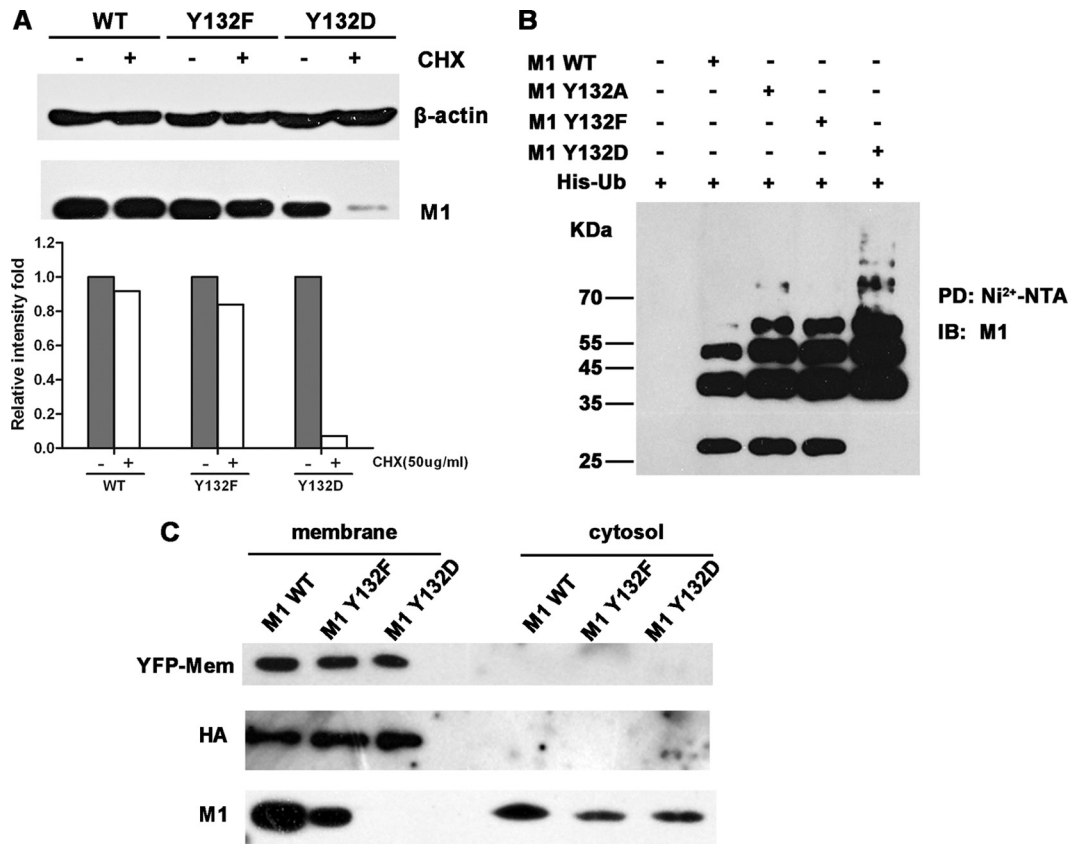 A
WT Y132F Y132D
- + - + - + CHX
β-actin
M1
Relative intensity fold
1.2
1.0
0.8
0.6
0.4
0.2
0.0
- + - + - + CHX(50ug/ml)
WT Y132F Y132D
B
M1 WT - + - - -
M1 Y132A - - + - -
M1 Y132F - - - + -
M1 Y132D - - - - +
His-Ub + + + + +
KDa
70
55
45
35
25
PD: Ni²⁺-NTA
IB: M1
C
membrane cytosol
M1 WT M1 Y132F M1 Y132D M1 WT M1 Y132F M1 Y132D
YFP-Mem
HA
M1